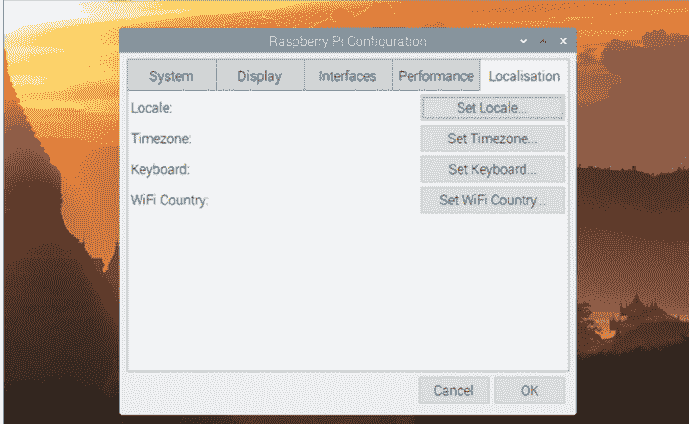 Raspberry Pi Configuration
System Display Interfaces Performance Localisation
Locale: Set Locale...
Timezone: Set Timezone...
Keyboard: Set Keyboard...
WiFi Country: Set WiFi Country...
Cancel OK